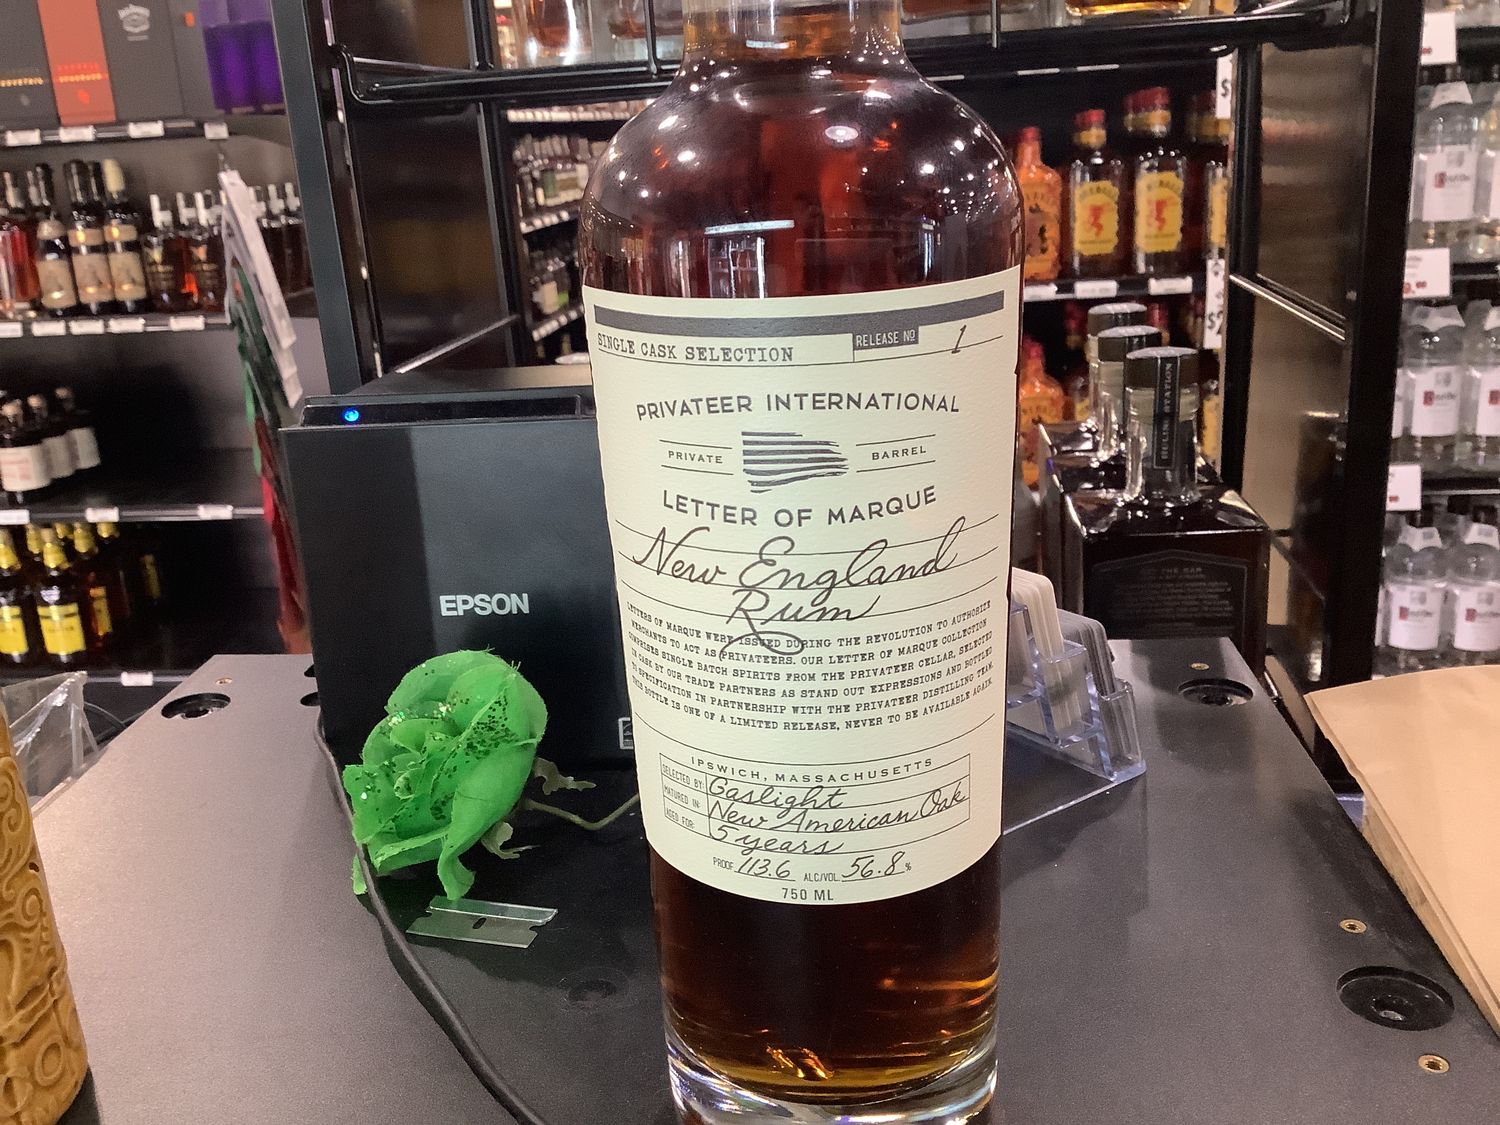 SINGLE CASK SELECTION
RELEASE NO 1
PRIVATEER INTERNATIONAL
PRIVATE BARREL
LETTER OF MARQUE
New England
Rum
LETTERS OF MARQUE WERE ISSUED DURING THE REVOLUTION TO AUTHORIZE
MERCHANTS TO ACT AS PRIVATEERS. OUR LETTER OF MARQUE COLLECTION
COMPRISES SINGLE BATCH SPIRITS FROM THE PRIVATEER CELLAR, SELECTED
IN CASK BY OUR TRADE PARTNERS AS STAND OUT EXPRESSIONS AND BOTTLED
TO SPECIFICATION IN PARTNERSHIP WITH THE PRIVATEER DISTILLING TEAM.
THIS BOTTLE IS ONE OF A LIMITED RELEASE, NEVER TO BE AVAILABLE AGAIN.
IPSWICH, MASSACHUSETTS
SELECTED BY: Gaslight
MATURED IN: New American Oak
AGED FOR: 5 years
PROOF 113.6 ALC/VOL. 56.8%
750 ML
EPSON